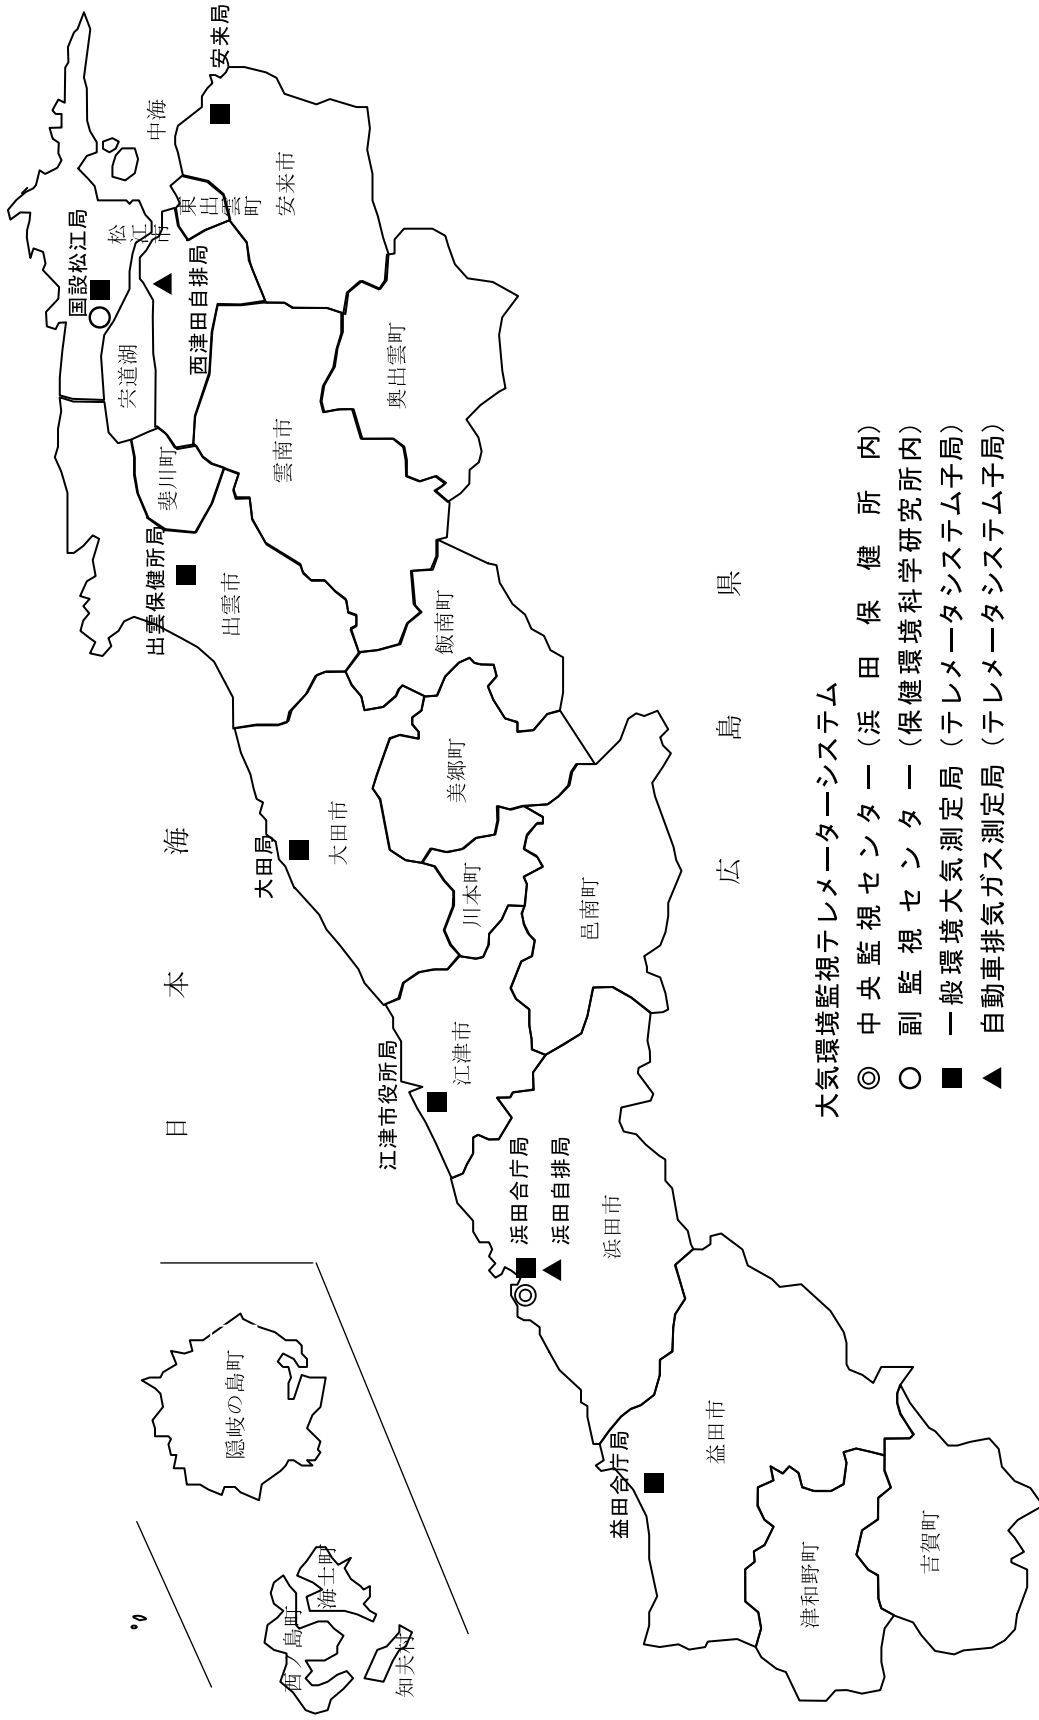 日本海
広島県
中海
宍道湖
隠岐の島町
海士町
西ノ島町
知夫村
松江市
東出雲町
安来市
斐川町
出雲市
雲南市
奥出雲町
飯南町
大田市
美郷町
川本町
邑南町
江津市
浜田市
益田市
津和野町
吉賀町
国設松江局
西津田自排局
安来局
出雲保健所局
大田局
江津市役所局
浜田合庁局
浜田自排局
益田合庁局
大気環境監視テレメーターシステム
◎ 中央監視センター（浜田保健所内）
○ 副監視センター（保健環境科学研究所内）
■ 一般環境大気測定局（テレメータシステム子局）
▲ 自動車排気ガス測定局（テレメータシステム子局）